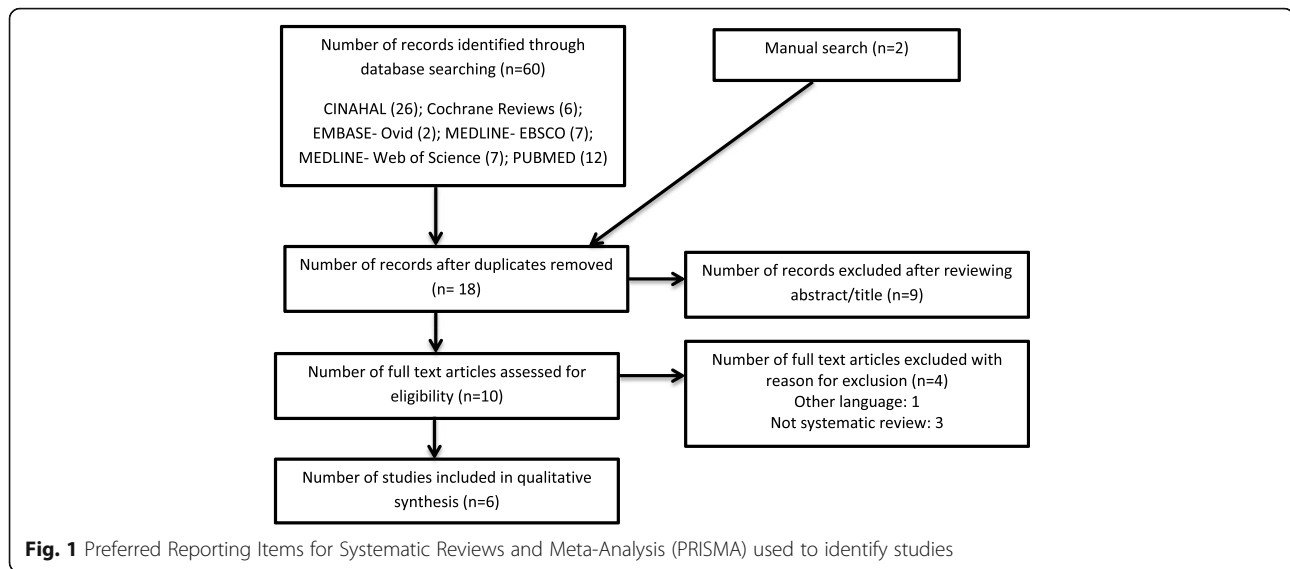 Number of records identified through
database searching (n=60)
CINAHAL (26); Cochrane Reviews (6);
EMBASE- Ovid (2); MEDLINE- EBSCO (7);
MEDLINE- Web of Science (7); PUBMED (12)
Manual search (n=2)
Number of records after duplicates removed
(n= 18)
Number of records excluded after reviewing
abstract/title (n=9)
Number of full text articles assessed for
eligibility (n=10)
Number of full text articles excluded with
reason for exclusion (n=4)
Other language: 1
Not systematic review: 3
Number of studies included in qualitative
synthesis (n=6)
Fig. 1 Preferred Reporting Items for Systematic Reviews and Meta-Analysis (PRISMA) used to identify studies